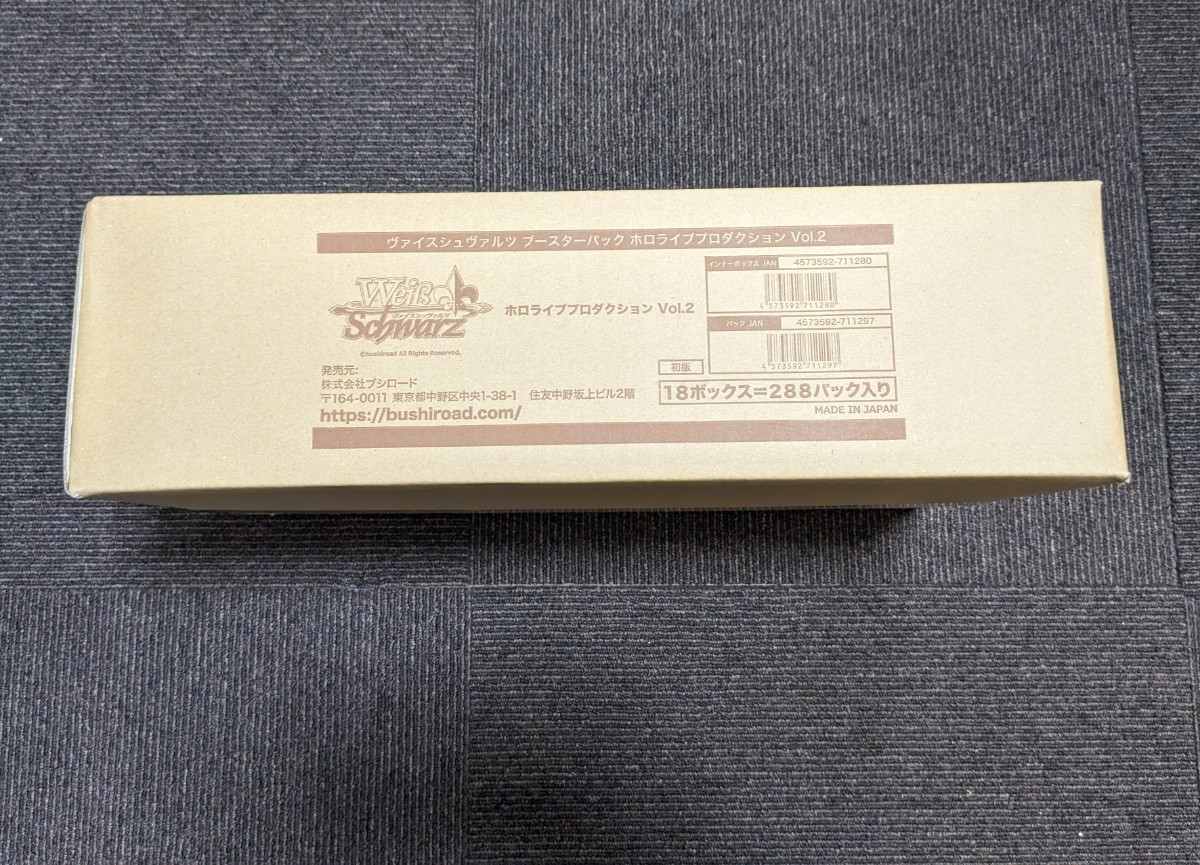 ヴァイスシュヴァルツ ブースターパック ホロライブプロダクション Vol.2
Weiß
ヴァイスシュヴァルツ
Schwarz
©bushiroad All Rights Reserved.
ホロライブプロダクション Vol.2
インナーボックス JAN 4573592-711280
4 573592 711280
パック JAN 4573592-711297
4 573592 711297
発売元:
株式会社ブシロード
〒164-0011 東京都中野区中央1-38-1 住友中野坂上ビル2階
https://bushiroad.com/
初版
18ボックス=288パック入り
MADE IN JAPAN